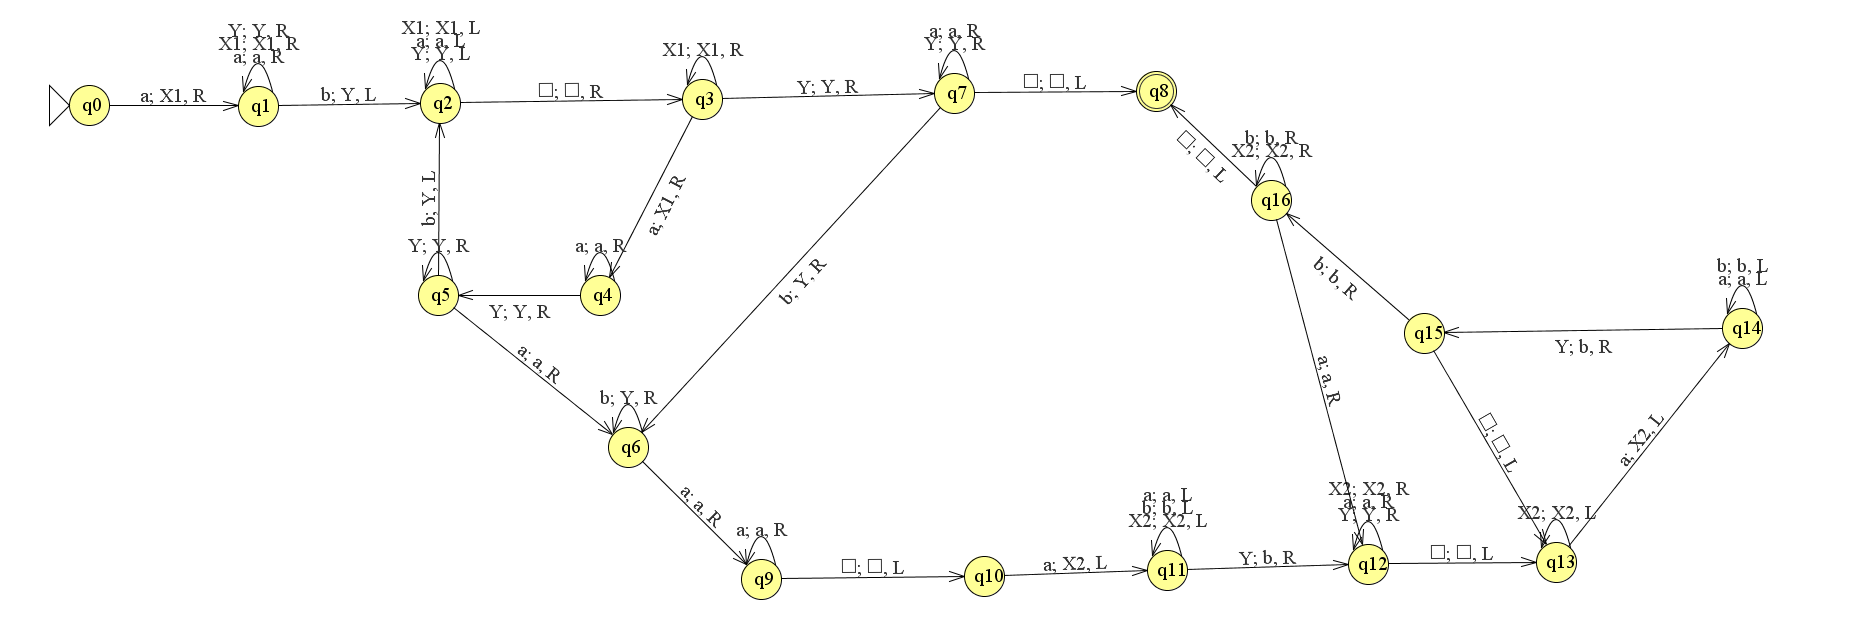 Y; Y, R
X1; X1, R
a; a, R
X1; X1, L
a; a, L
Y; Y, L
X1; X1, R
a; a, R
Y; Y, R
q0
a; X1, R
q1
b; Y, L
q2
□; □, R
q3
Y; Y, R
q7
□; □, L
q8
b; Y, L
a; X1, R
b; Y, R
□; □, L
b; b, R
X2; X2, R
q16
Y; Y, R
q5
Y; Y, R
a; a, R
q4
b; b, R
b; b, L
a; a, L
q14
q15
Y; b, R
a; a, R
a; a, R
b; Y, R
q6
□; □, L
a; X2, L
a; a, R
a; a, R
q9
□; □, L
q10
a; X2, L
a; a, L
b; b, L
X2; X2, L
q11
Y; b, R
X2; X2, R
a; a, R
Y; Y, R
q12
□; □, L
X2; X2, L
q13